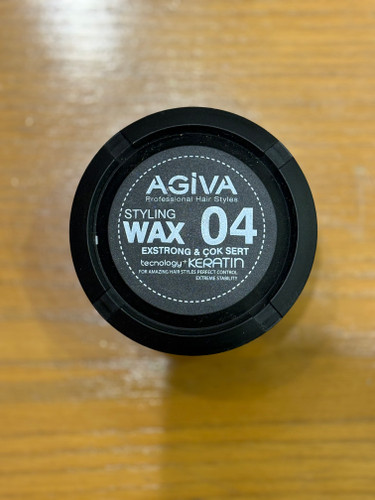 AGiVA
Professional Hair Styles
STYLING
WAX 04
EXSTRONG & ÇOK SERT
tecnology+KERATIN
FOR AMAZING HAIR STYLES PERFECT CONTROL
EXTREME STABILITY